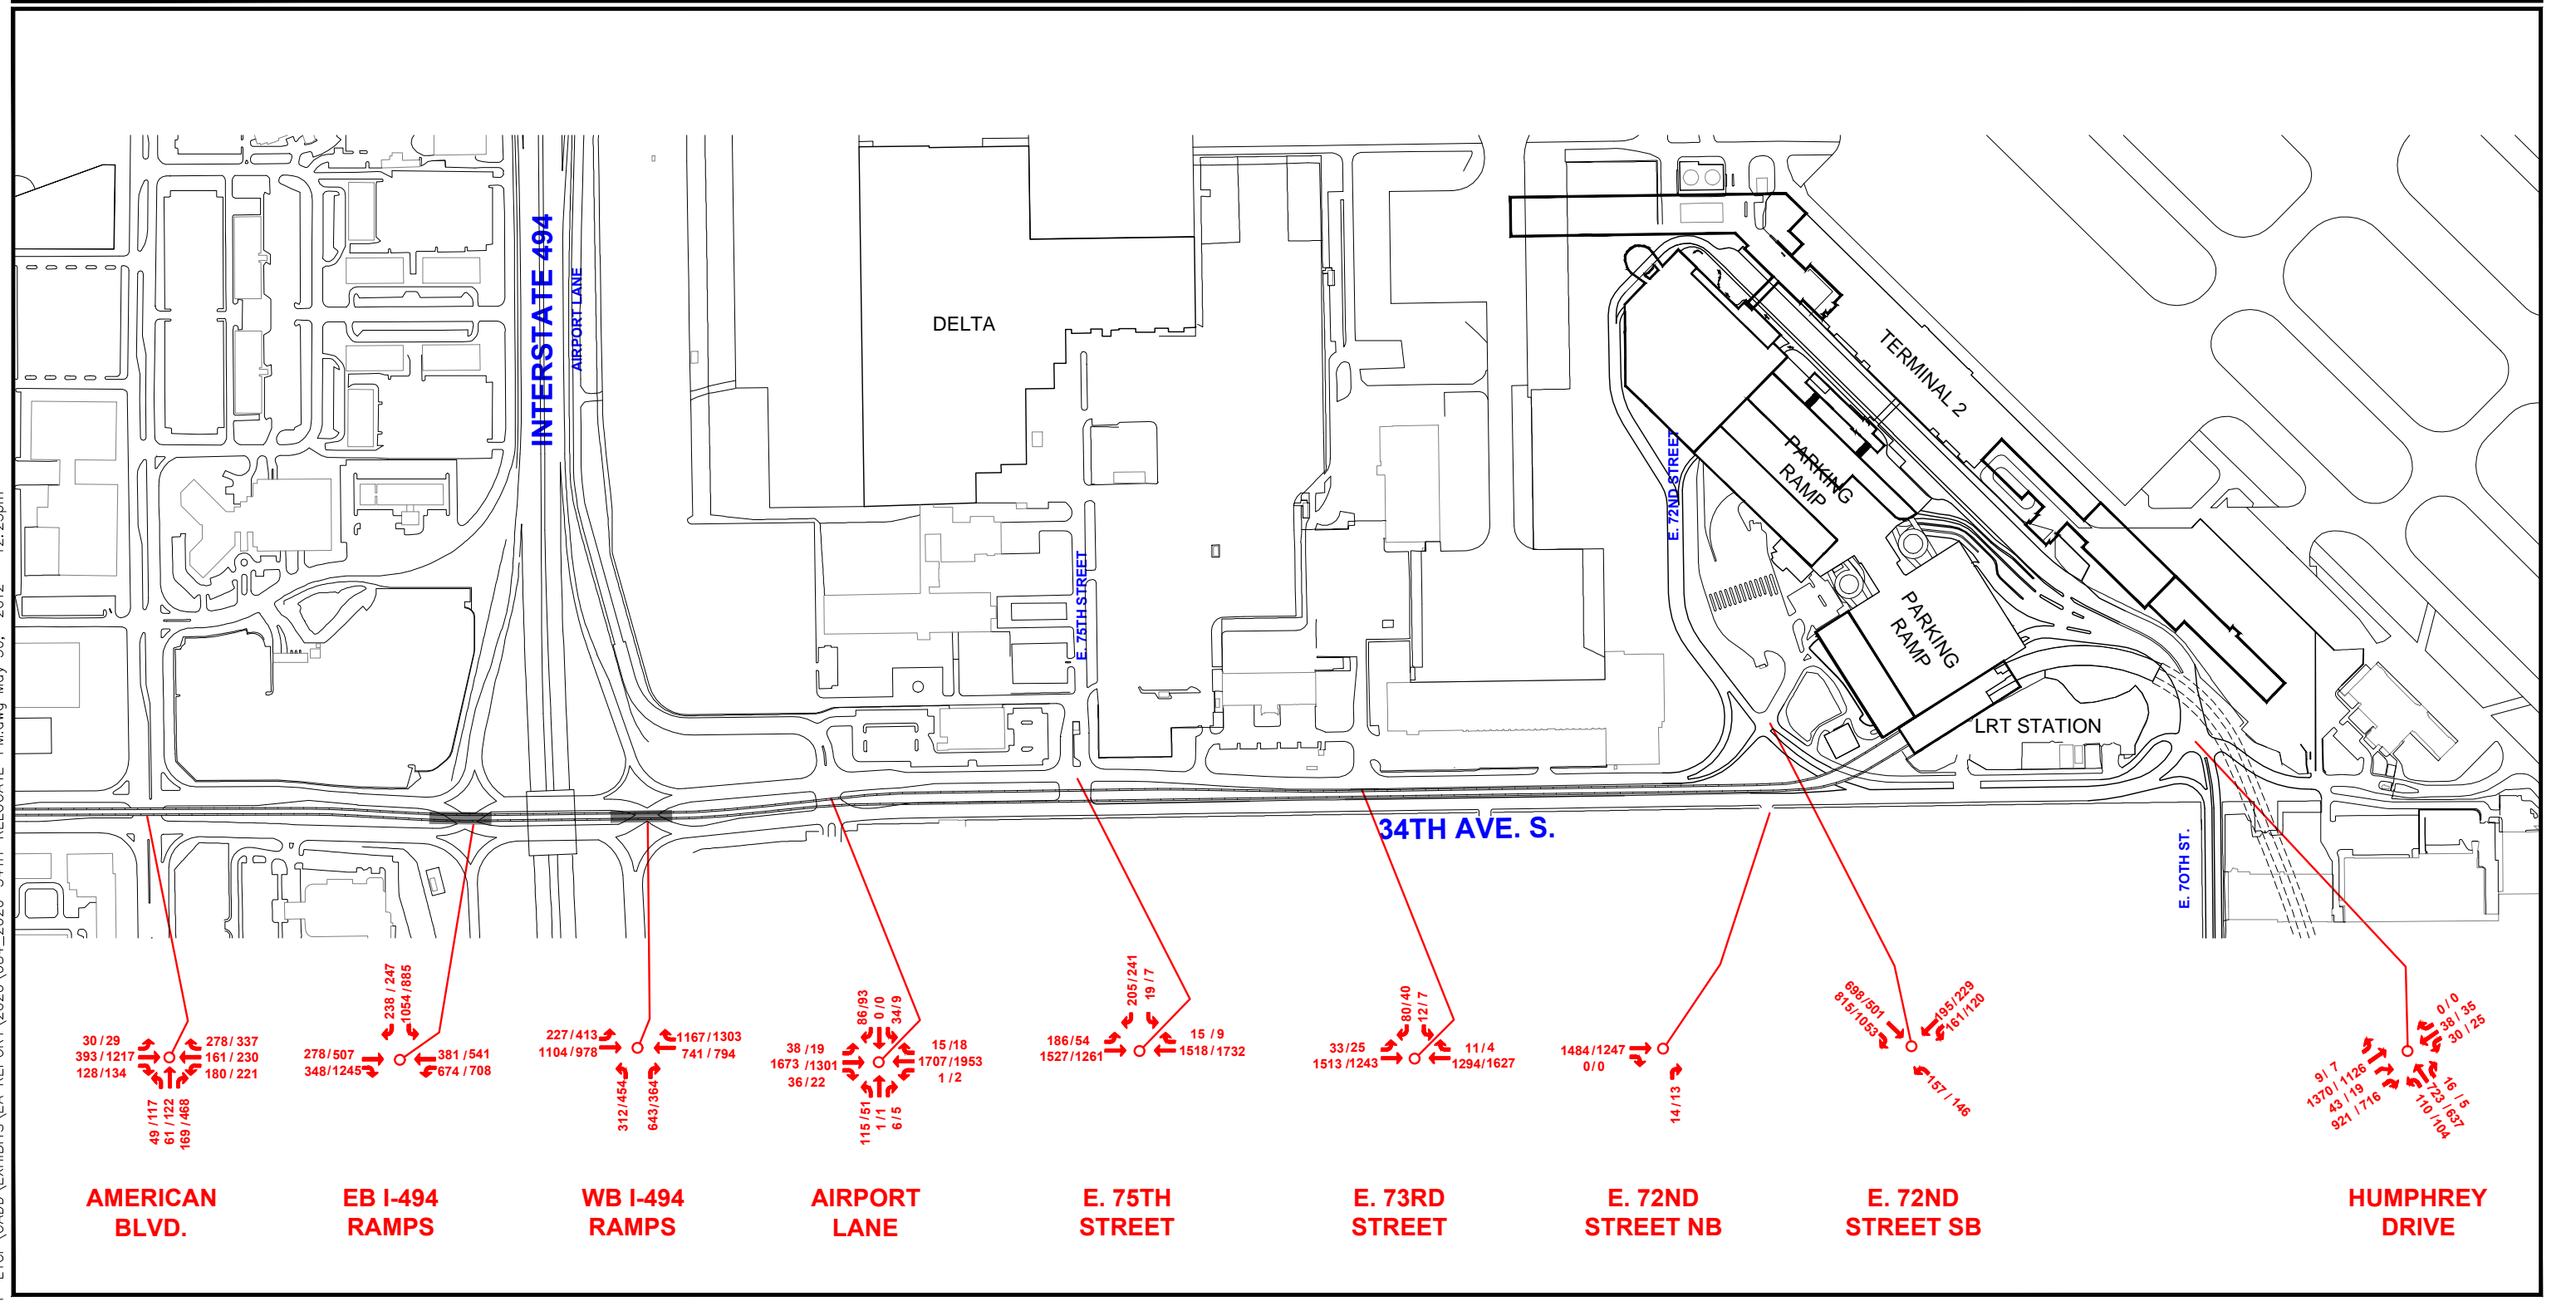 INTERSTATE 494
AIRPORT LANE
DELTA
E. 75TH STREET
E. 72ND STREET
TERMINAL 2
PARKING
RAMP
PARKING
RAMP
LRT STATION
34TH AVE. S.
E. 70TH ST.
30 / 29
393 / 1217
128 / 134
278 / 337
161 / 230
180 / 221
49 / 117
61 / 122
169 / 468
238 / 247
1054 / 885
278 / 507
348 / 1245
381 / 541
674 / 708
227 / 413
1104 / 978
1167 / 1303
741 / 794
312 / 454
643 / 364
86 / 93
0 / 0
34 / 9
38 / 19
1673 / 1301
36 / 22
15 / 18
1707 / 1953
1 / 2
115 / 51
1 / 1
6 / 5
205 / 241
19 / 7
186 / 54
1527 / 1261
15 / 9
1518 / 1732
80 / 40
12 / 7
33 / 25
1513 / 1243
11 / 4
1294 / 1627
1484 / 1247
0 / 0
14 / 13
698 / 501
815 / 1053
195 / 229
161 / 120
157 / 146
0 / 0
38 / 35
30 / 25
9 / 7
1370 / 1126
43 / 19
921 / 716
16 / 5
723 / 637
110 / 104
AMERICAN
BLVD.
EB I-494
RAMPS
WB I-494
RAMPS
AIRPORT
LANE
E. 75TH
STREET
E. 73RD
STREET
E. 72ND
STREET NB
E. 72ND
STREET SB
HUMPHREY
DRIVE